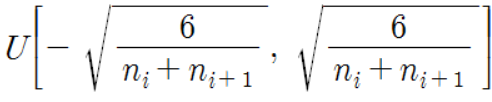 U[−√(6/(n_i + n_{i+1})), √(6/(n_i + n_{i+1}))]